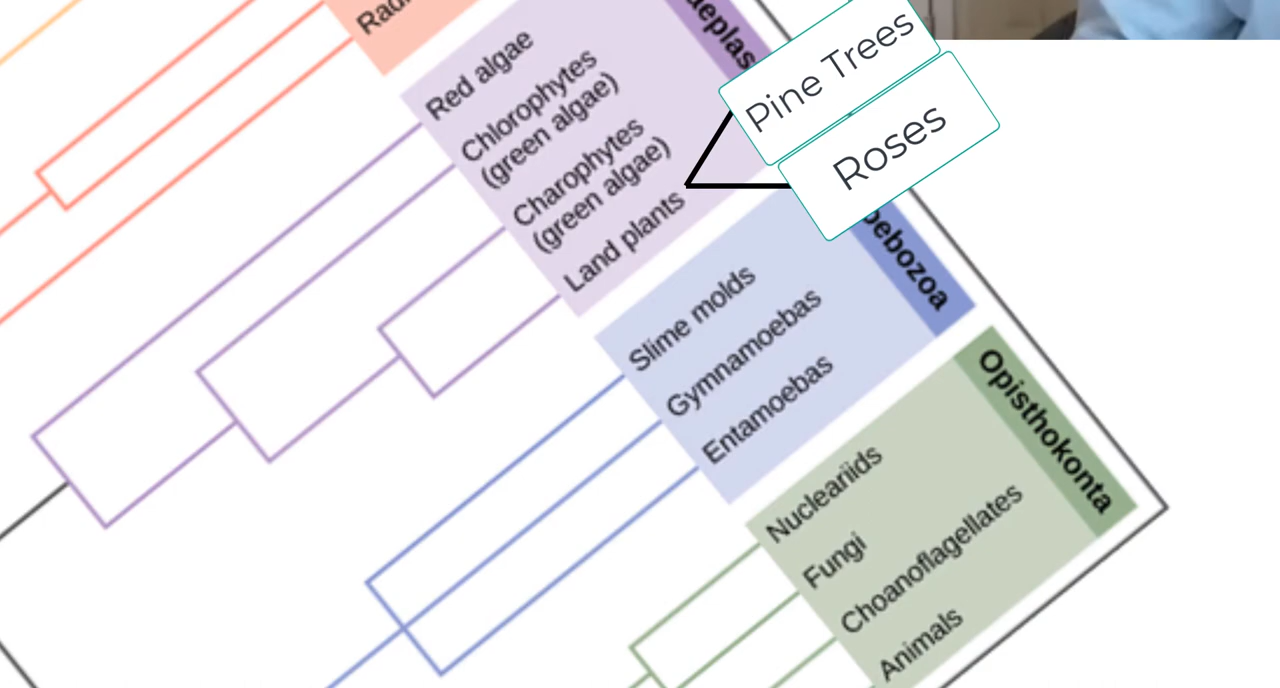 Red algae
Chlorophytes
(green algae)
Charophytes
(green algae)
Land plants
Pine Trees
Roses
Slime molds
Gymnamoebas
Entamoebas
Nucleariids
Fungi
Choanoflagellates
Animals
Opisthokonta